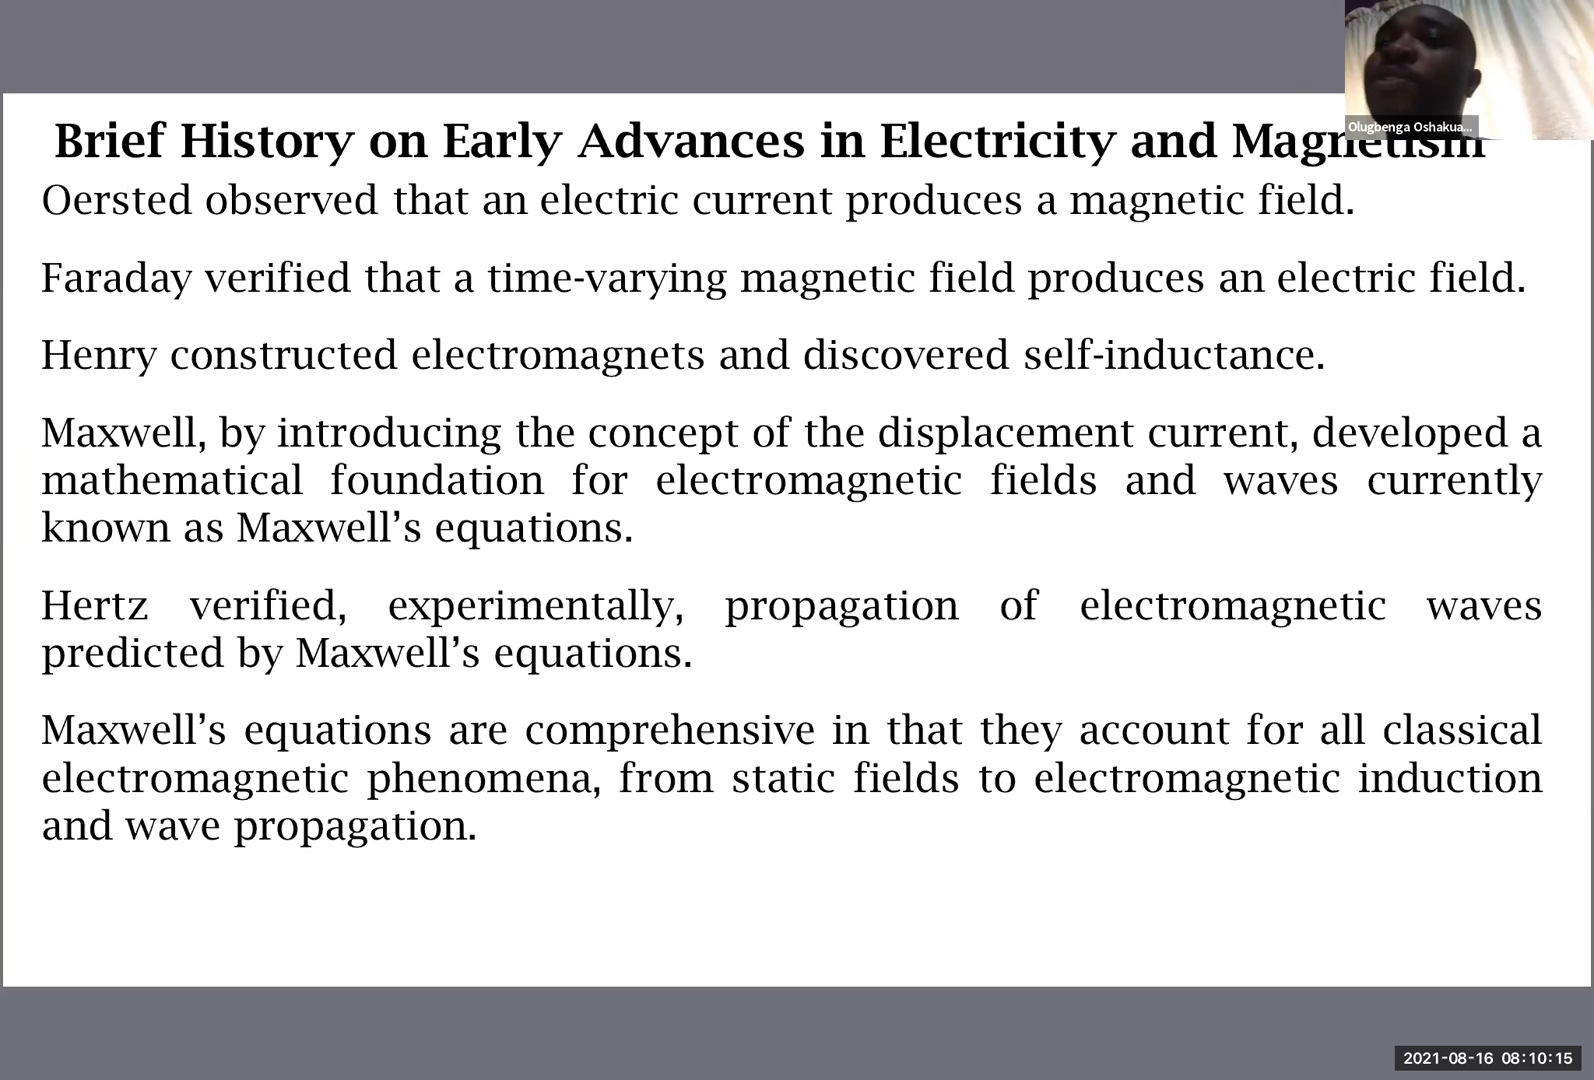 Olugbenga Oshakua...
Brief History on Early Advances in Electricity and Magnetism
Oersted observed that an electric current produces a magnetic field.
Faraday verified that a time-varying magnetic field produces an electric field.
Henry constructed electromagnets and discovered self-inductance.
Maxwell, by introducing the concept of the displacement current, developed a
mathematical foundation for electromagnetic fields and waves currently
known as Maxwell’s equations.
Hertz verified, experimentally, propagation of electromagnetic waves
predicted by Maxwell’s equations.
Maxwell’s equations are comprehensive in that they account for all classical
electromagnetic phenomena, from static fields to electromagnetic induction
and wave propagation.
2021-08-16 08:10:15